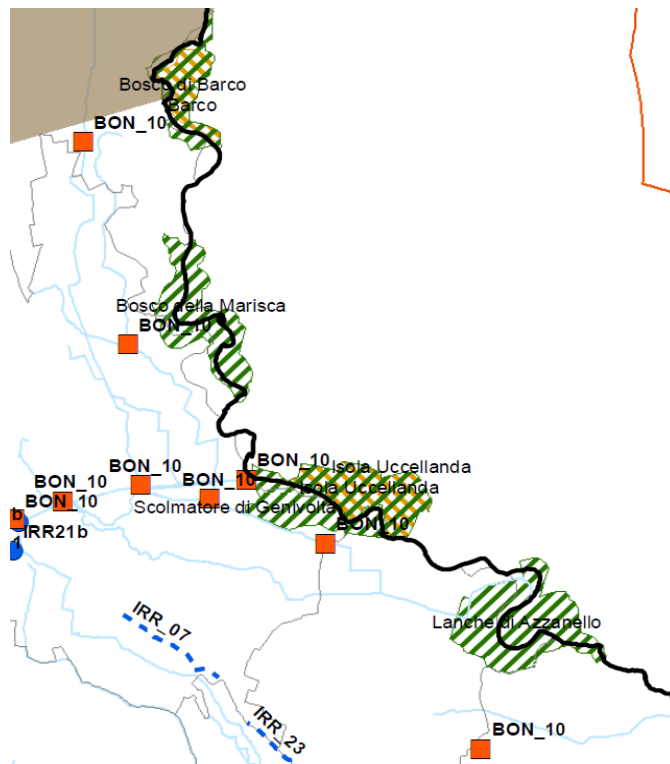 Bosco di Barco
Barco
BON_10
Bosco della Marisca
BON_10
BON_10
Isola Uccellanda
BON_10
BON_10
BON_10
Isola Uccellanda
BON_10
Scolmatore di Genivolta
b
BON_10
IRR21b
1
IRR_07
Lanche di Azzanello
IRR_23
BON_10